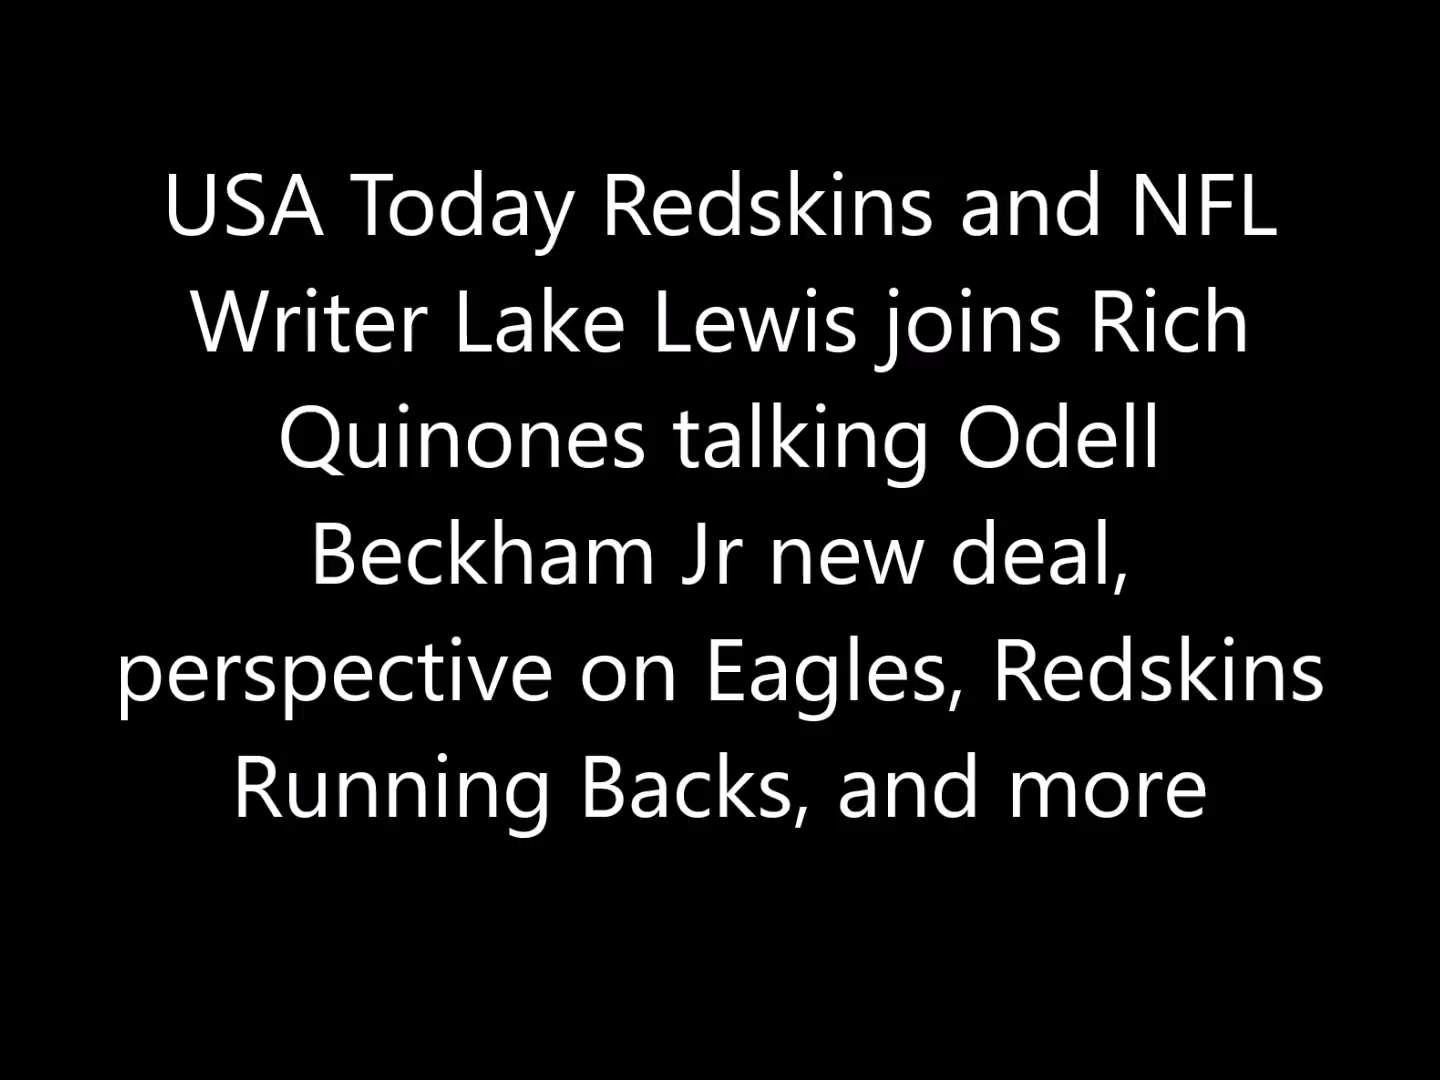 USA Today Redskins and NFL
Writer Lake Lewis joins Rich
Quinones talking Odell
Beckham Jr new deal,
perspective on Eagles, Redskins
Running Backs, and more